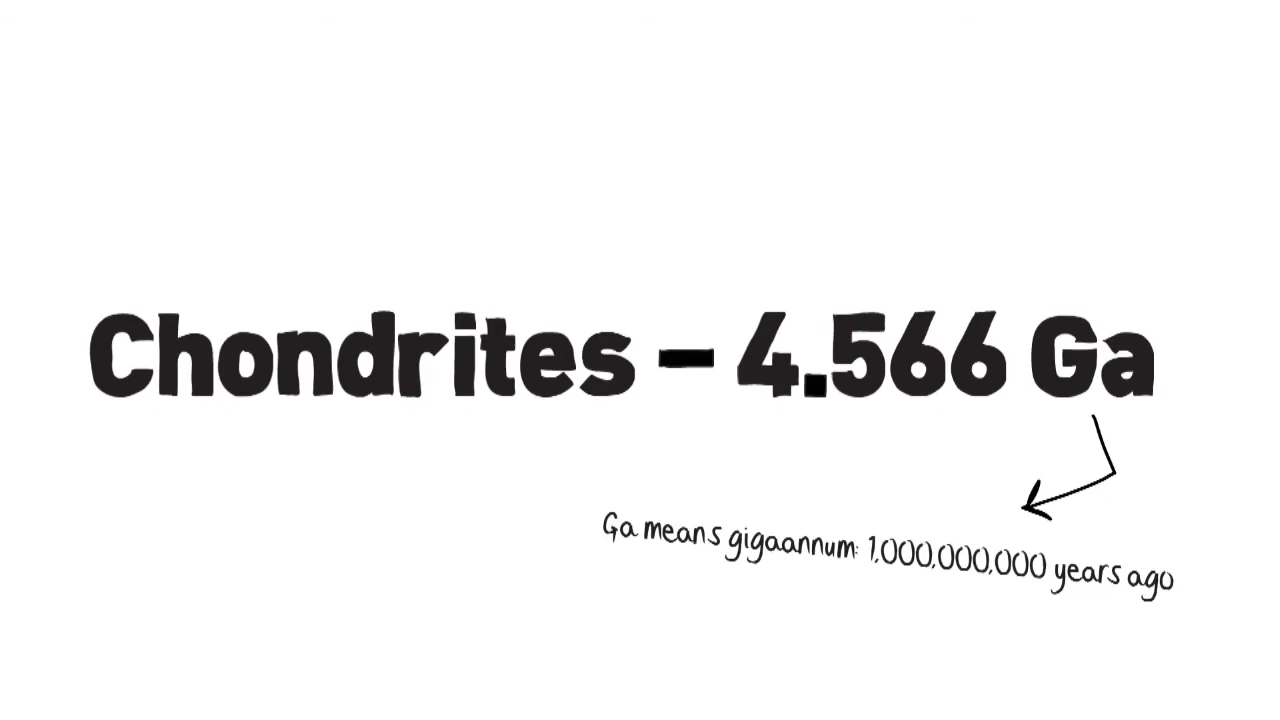 Chondrites – 4.566 Ga
Ga means gigaannum: 1,000,000,000 years ago